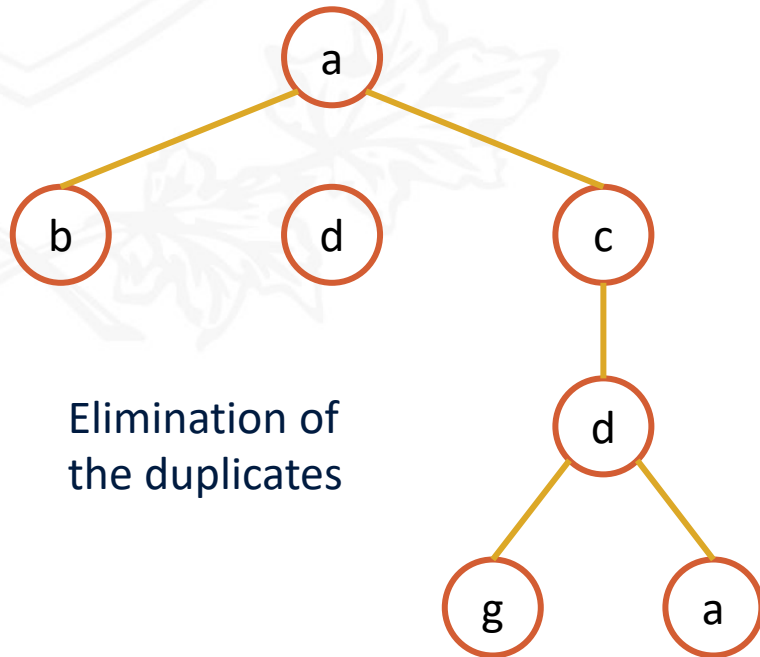 a
b d c
Elimination of
the duplicates
d
g a